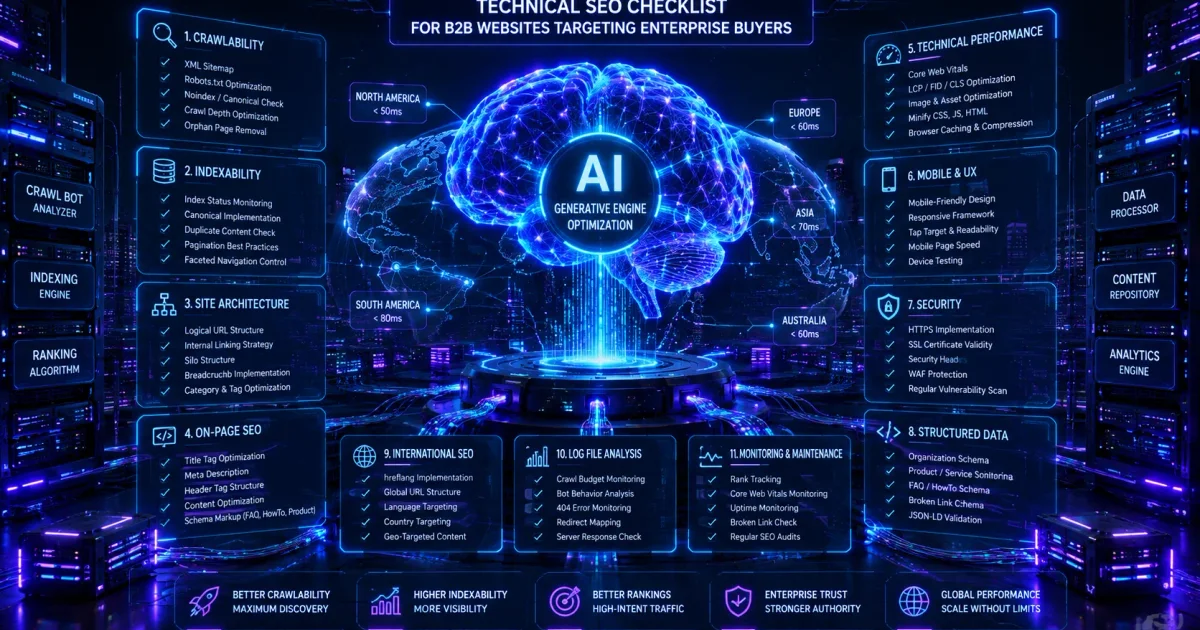 TECHNICAL SEO CHECKLIST
FOR B2B WEBSITES TARGETING ENTERPRISE BUYERS
1. CRAWLABILITY
XML Sitemap
Robots.txt Optimization
Noindex / Canonical Check
Crawl Depth Optimization
Orphan Page Removal
2. INDEXABILITY
Index Status Monitoring
Canonical Implementation
Duplicate Content Check
Pagination Best Practices
Faceted Navigation Control
3. SITE ARCHITECTURE
Logical URL Structure
Internal Linking Strategy
Silo Structure
Breadcruhb Implementation
Category & Tag Optimization
4. ON-PAGE SEO
Title Tag Optimization
Meta Description
Header Tag Structure
Content Optimization
Schema Markup (FAQ, HowTo, Product)
CRAWL BOT
ANALYZER
INDEXING
ENGINE
RANKING
ALGORITHM
NORTH AMERICA
< 50ms
SOUTH AMERICA
< 80ms
AI
GENERATIVE ENGINE
OPTIMIZATION
EUROPE
< 60ms
ASIA
< 70ms
AUSTRALIA
< 60ms
5. TECHNICAL PERFORMANCE
Core Web Vitals
LCP / FID / CLS Optimization
Image & Asset Optimization
Minify CSS, JS, HTML
Browser Caching & Compression
6. MOBILE & UX
Mobile-Friendly Design
Responsive Framework
Tap Target & Readability
Mobile Page Speed
Device Testing
7. SECURITY
HTTPS Implementation
SSL Certificate Validity
Security
WAF Protection
Regular Vulnerability Scan
8. STRUCTURED DATA
Organization Schema
Product / Service
FAQ / HowTo Schema
Broken Link
JSON-LD Validation
DATA
PROCESSOR
CONTENT
REPOSITORY
ANALYTICS
ENGINE
9. INTERNATIONAL SEO
hreflang Implementation
Global URL Structure
Language Targeting
Country Targeting
Geo-Targeted Content
10. LOG FILE ANALYSIS
Crawl Budget Monitoring
Bot Behavior Analysis
404 Error Monitoring
Redirect Mapping
Server Response Check
11. MONITORING & MAINTENANCE
Rank Tracking
Core Web Vitals Monitoring
Uptime Monitoring
Broken Link Check
Regular SEO Audits
BETTER CRAWLABILITY
MAXIMUM DISCOVERY
HIGHER INDEXABILITY
MORE VISIBILITY
BETTER RANKINGS
HIGH-INTENT TRAFFIC
ENTERPRISE TRUST
STRONGER AUTHORITY
GLOBAL PERFORMANCE
SCALE WITHOUT LIMITS